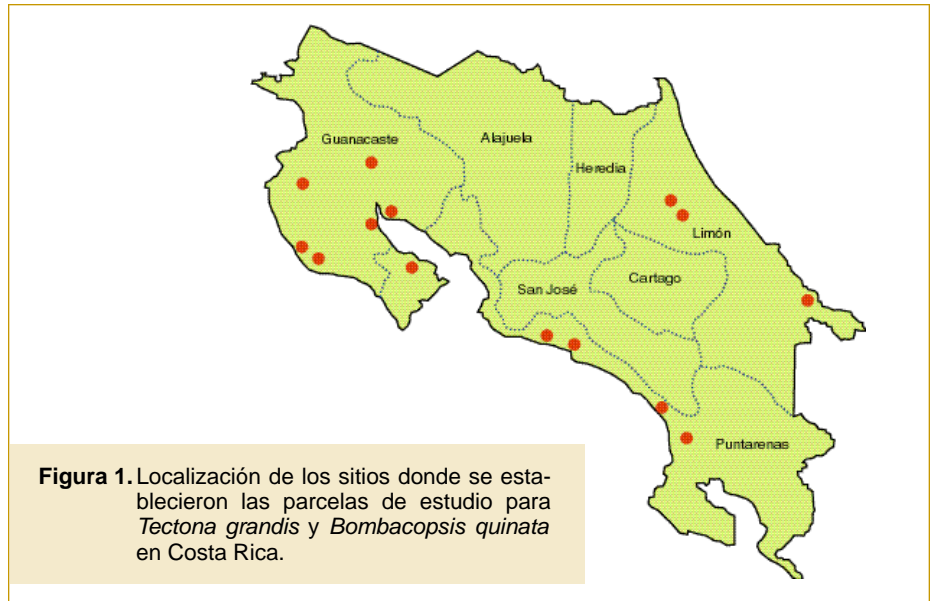 Guanacaste
Alajuela
Heredia
Limón
Cartago
San José
Puntarenas
Figura 1. Localización de los sitios donde se esta-
blecieron las parcelas de estudio para
Tectona grandis y Bombacopsis quinata
en Costa Rica.